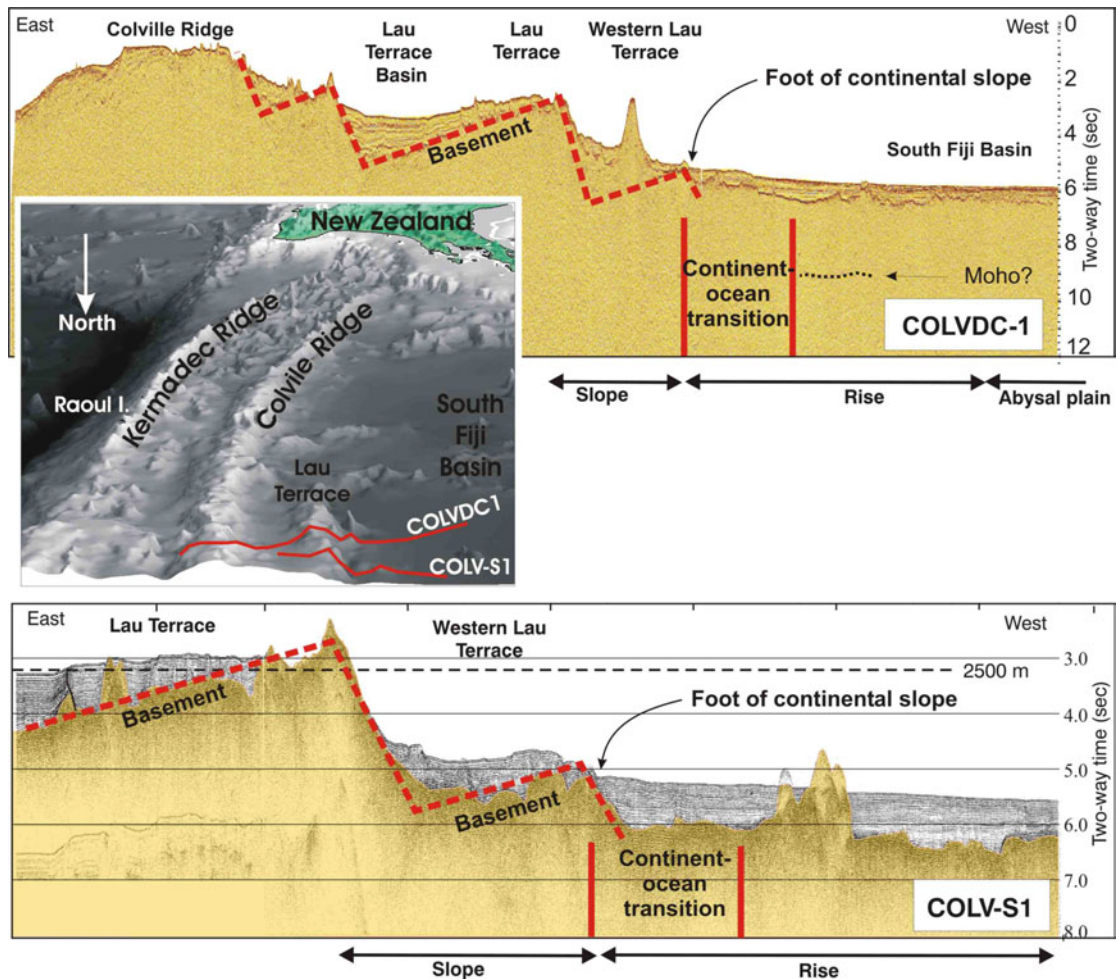 East
Colville Ridge
Lau
Terrace
Basin
Lau
Terrace
Western Lau
Terrace
West
Foot of continental slope
South Fiji Basin
Basement
0
2
4
6
8
10
12
Two-way time (sec)
Continent-
ocean
transition
Moho?
COLVDC-1
Slope
Rise
Abysal plain
New Zealand
North
Kermadec Ridge
Colvile Ridge
Raoul I.
South
Fiji
Basin
Lau
Terrace
COLVDC1
COLV-S1
East
Lau Terrace
Western Lau
Terrace
West
2500 m
Foot of continental slope
Basement
Basement
3.0
4.0
5.0
6.0
7.0
8.0
Two-way time (sec)
Continent-
ocean
transition
COLV-S1
Slope
Rise